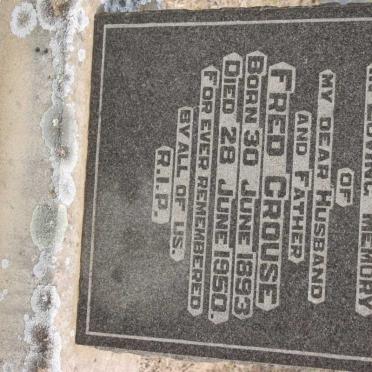 IN LOVING MEMORY
OF
MY DEAR HUSBAND
AND FATHER
FRED CROUSE
BORN 30 JUNE 1893
DIED 28 JUNE 1950.
FOR EVER REMEMBERED
BY ALL OF US.
R.I.P.